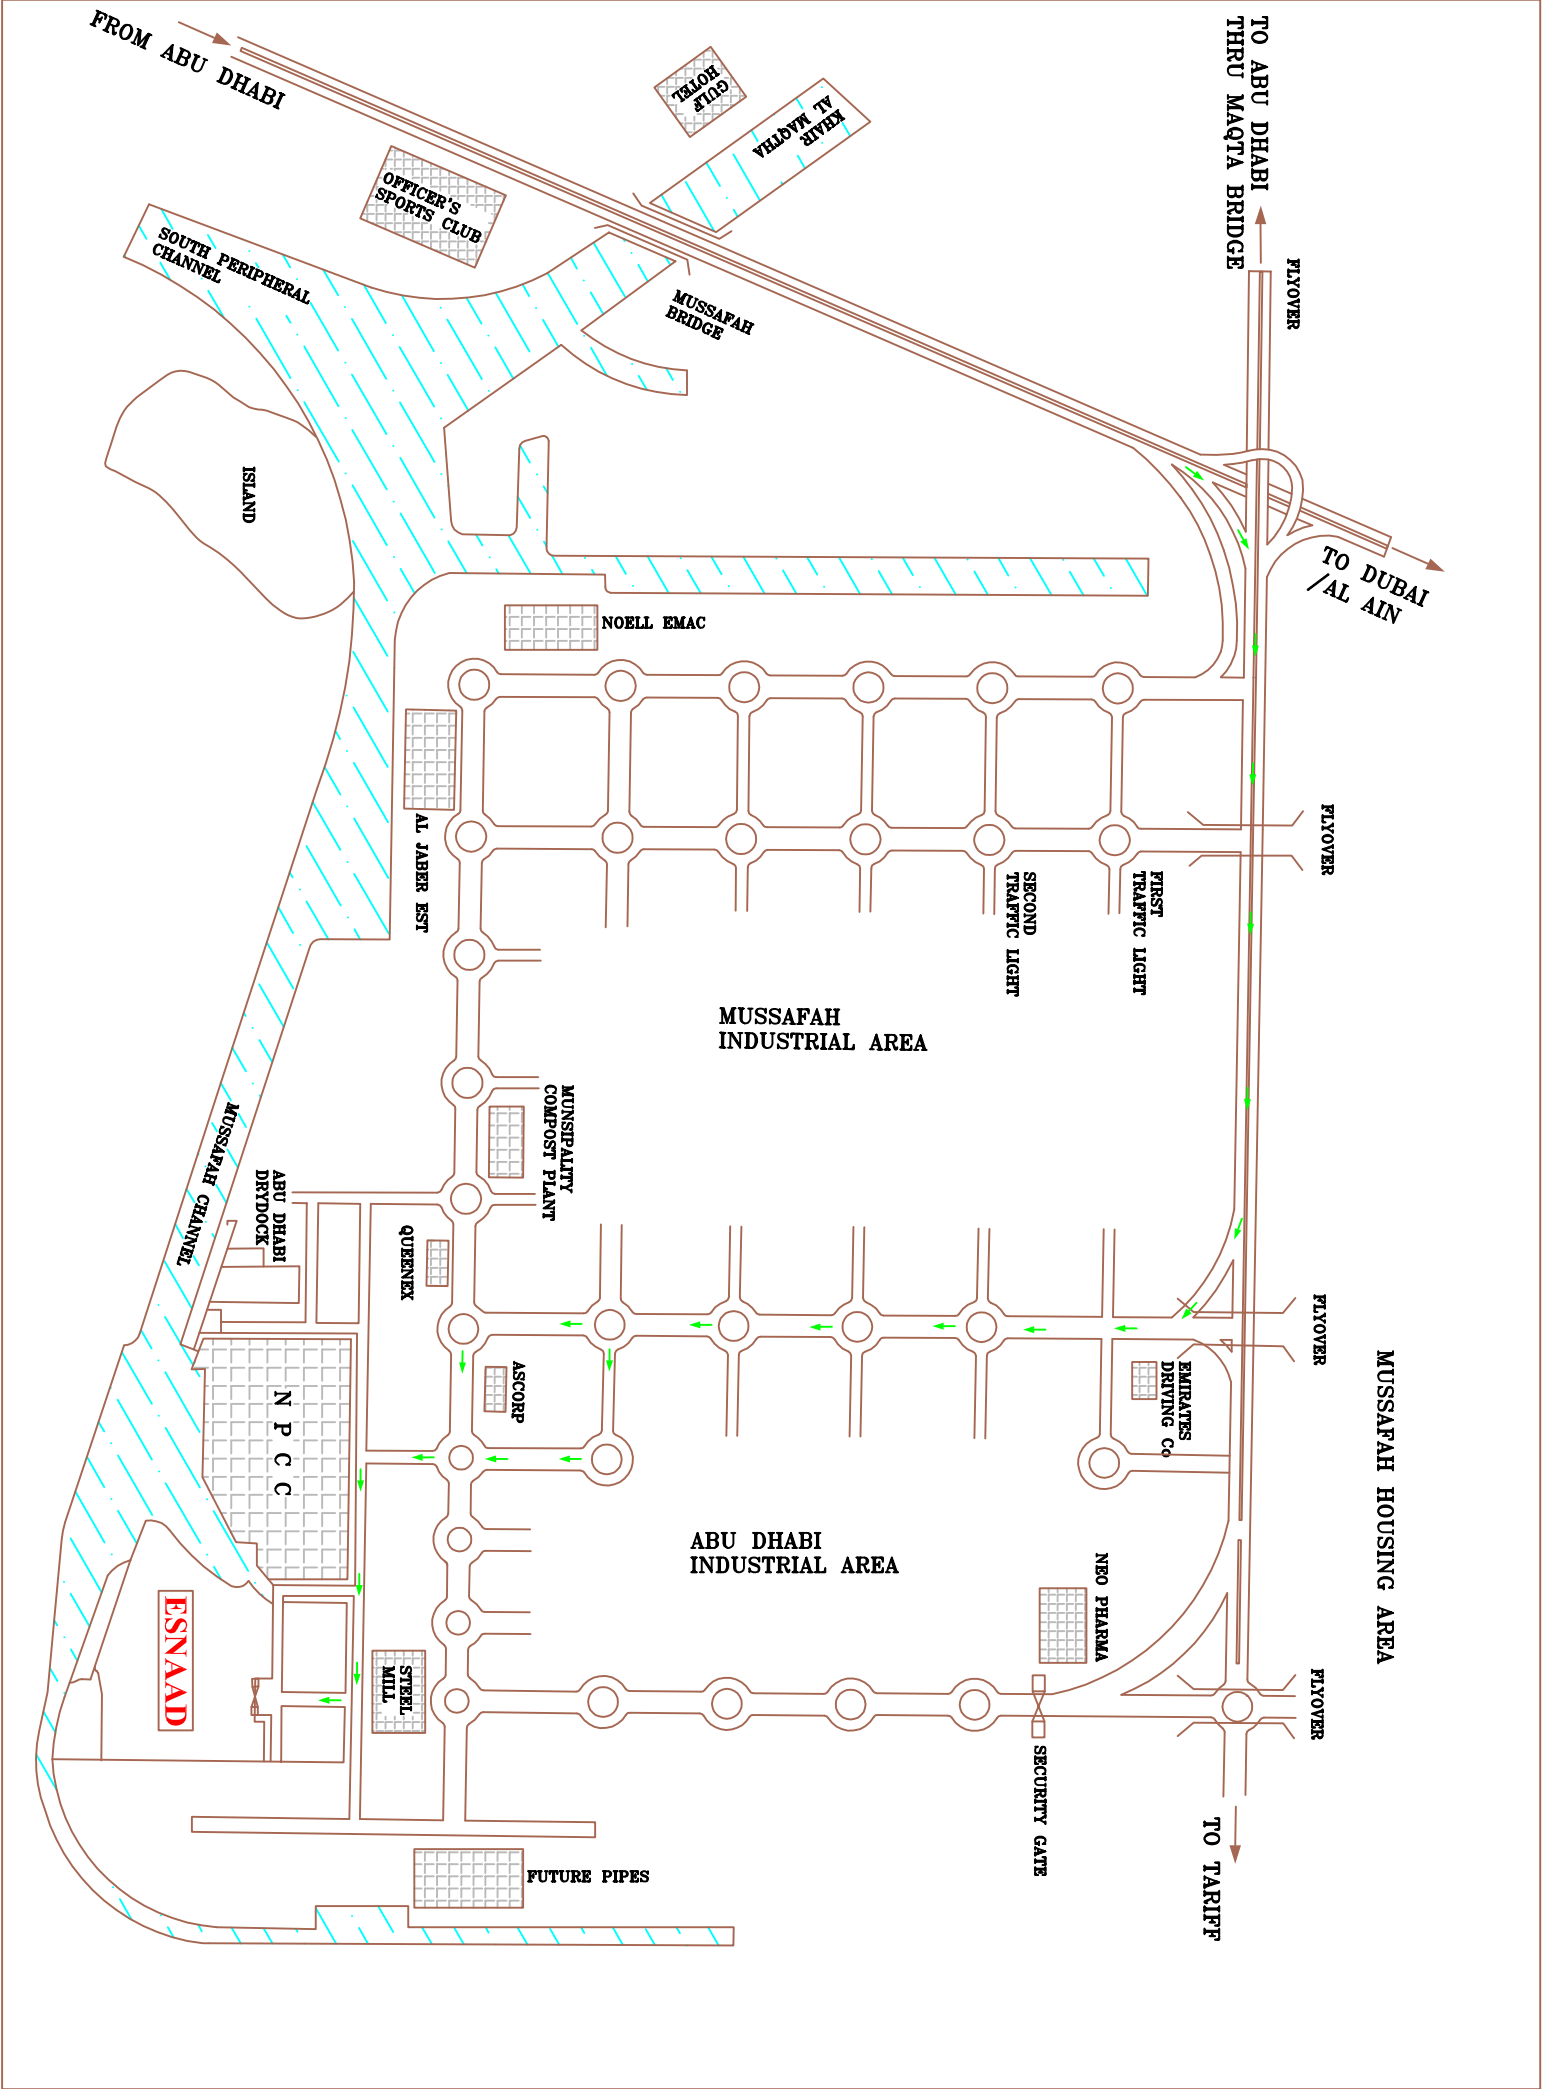 FROM ABU DHABI
TO ABU DHABI
THRU MAQTA BRIDGE
GULF
HOTEL
KHAIR
AL MAQTHA
OFFICER'S
SPORTS CLUB
SOUTH PERIPHERAL
CHANNEL
MUSSAFAH
BRIDGE
FLYOVER
ISLAND
TO DUBAI
/AL AIN
NOELL EMAC
AL JABER EST
FLYOVER
FIRST
TRAFFIC LIGHT
SECOND
TRAFFIC LIGHT
MUSSAFAH
INDUSTRIAL AREA
MUNSIPALITY
COMPOST PLANT
MUSSAFAH CHANNEL
ABU DHABI
DRYDOCK
QUEENEX
FLYOVER
MUSSAFAH HOUSING AREA
EMIRATES
DRIVING Co
ASCORP
N P C C
ABU DHABI
INDUSTRIAL AREA
NEO PHARMA
ESNAAD
STEEL
MILL
FLYOVER
SECURITY GATE
TO TARIFF
FUTURE PIPES